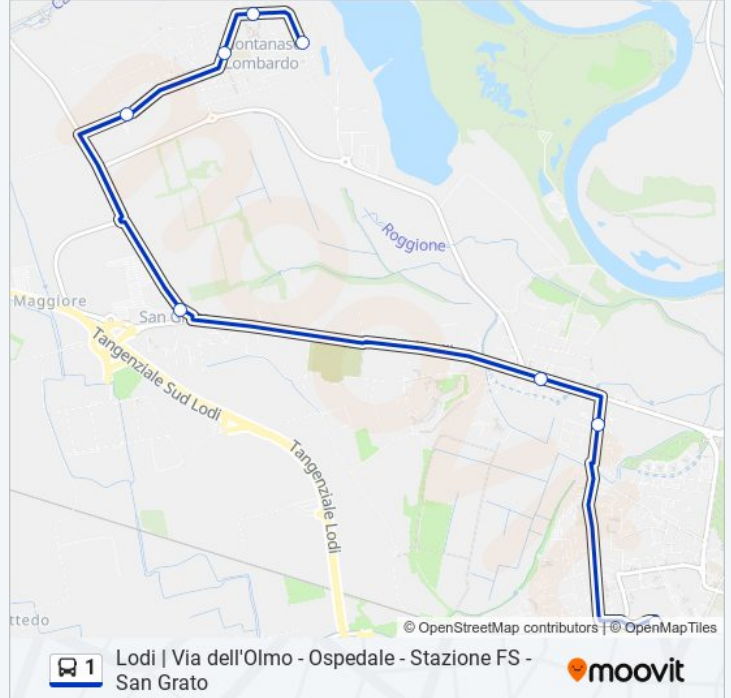 Montanaso
Lombardo
Roggione
Maggiore
San G
Tangenziale Sud Lodi
Tangenziale Lodi
ttedo
© OpenStreetMap contributors | © OpenMapTiles
1
Lodi | Via dell'Olmo - Ospedale - Stazione FS -
San Grato
moovit